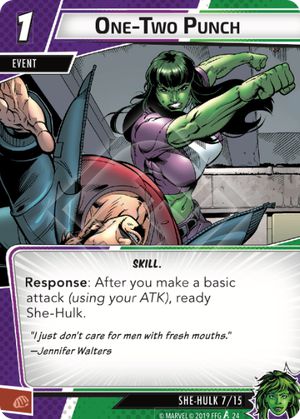 1
ONE-TWO PUNCH
EVENT
SKILL.
Response: After you make a basic
attack (using your ATK), ready
She-Hulk.
"I just don't care for men with fresh mouths."
—Jennifer Walters
SHE-HULK 7/15
© MARVEL © 2019 FFG A 24